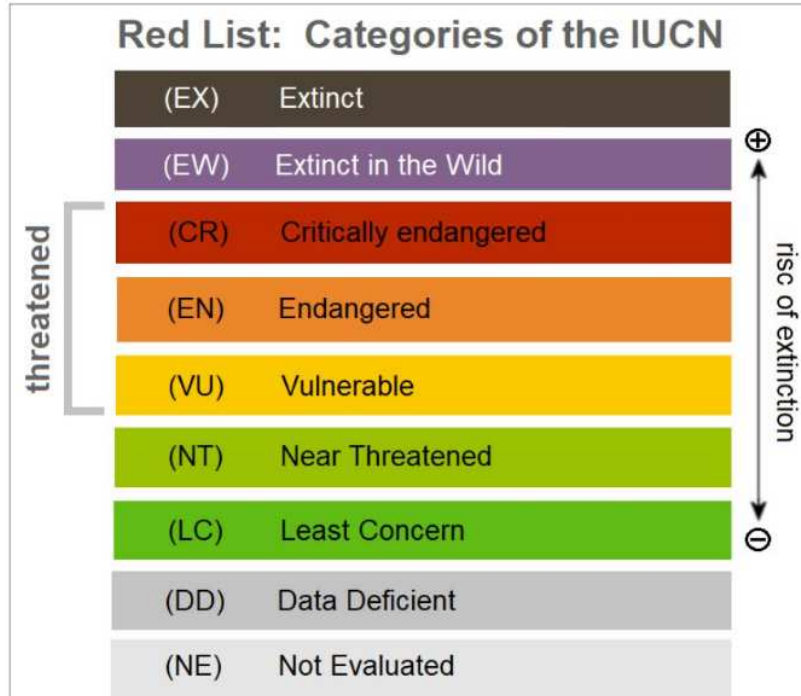 Red List:  Categories of the IUCN
(EX) Extinct
(EW) Extinct in the Wild
(CR) Critically endangered
(EN) Endangered
(VU) Vulnerable
(NT) Near Threatened
(LC) Least Concern
(DD) Data Deficient
(NE) Not Evaluated
threatened
+
risc of extinction
−